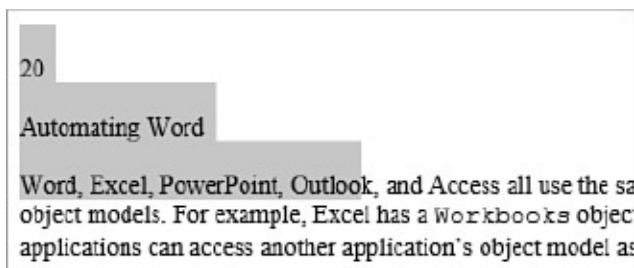 20
Automating Word
Word, Excel, PowerPoint, Outlook, and Access all use the
object models. For example, Excel has a Workbooks
applications can access another application's object model